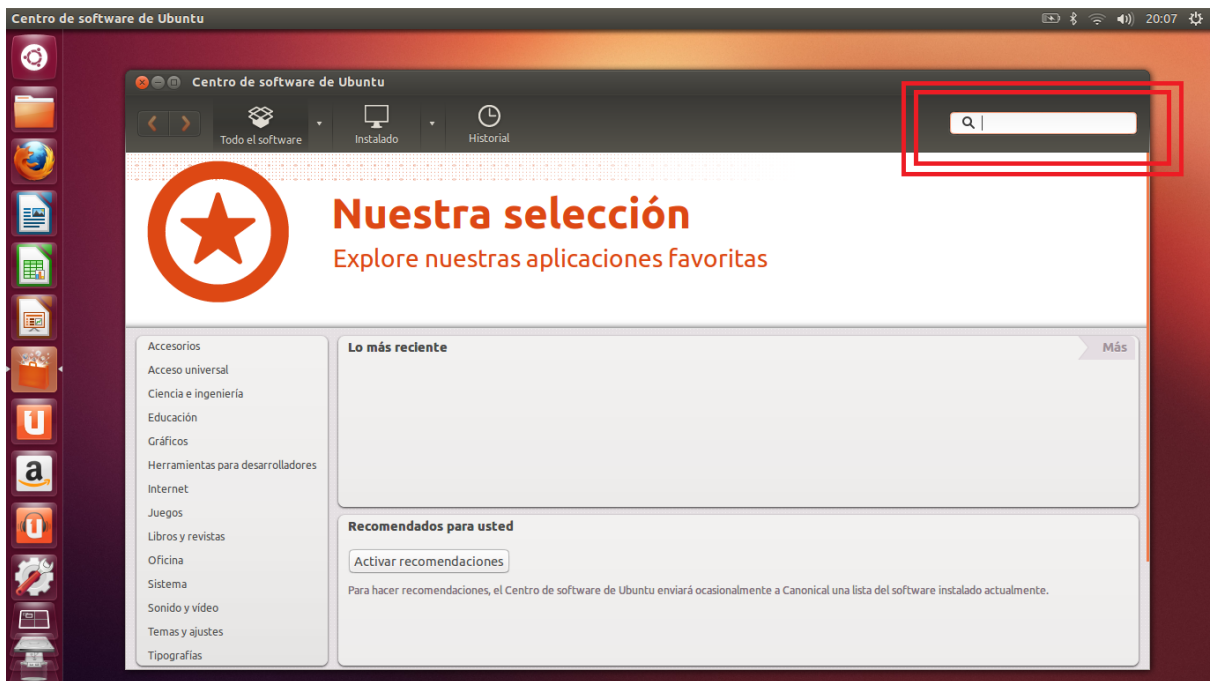 Centro de software de Ubuntu
20:07
Centro de software de Ubuntu
Todo el software
Instalado
Historial
Nuestra selección
Explore nuestras aplicaciones favoritas
Accesorios
Acceso universal
Ciencia e ingeniería
Educación
Gráficos
Herramientas para desarrolladores
Internet
Juegos
Libros y revistas
Oficina
Sistema
Sonido y vídeo
Temas y ajustes
Tipografías
Lo más reciente
Más
Recomendados para usted
Activar recomendaciones
Para hacer recomendaciones, el Centro de software de Ubuntu enviará ocasionalmente a Canonical una lista del software instalado actualmente.